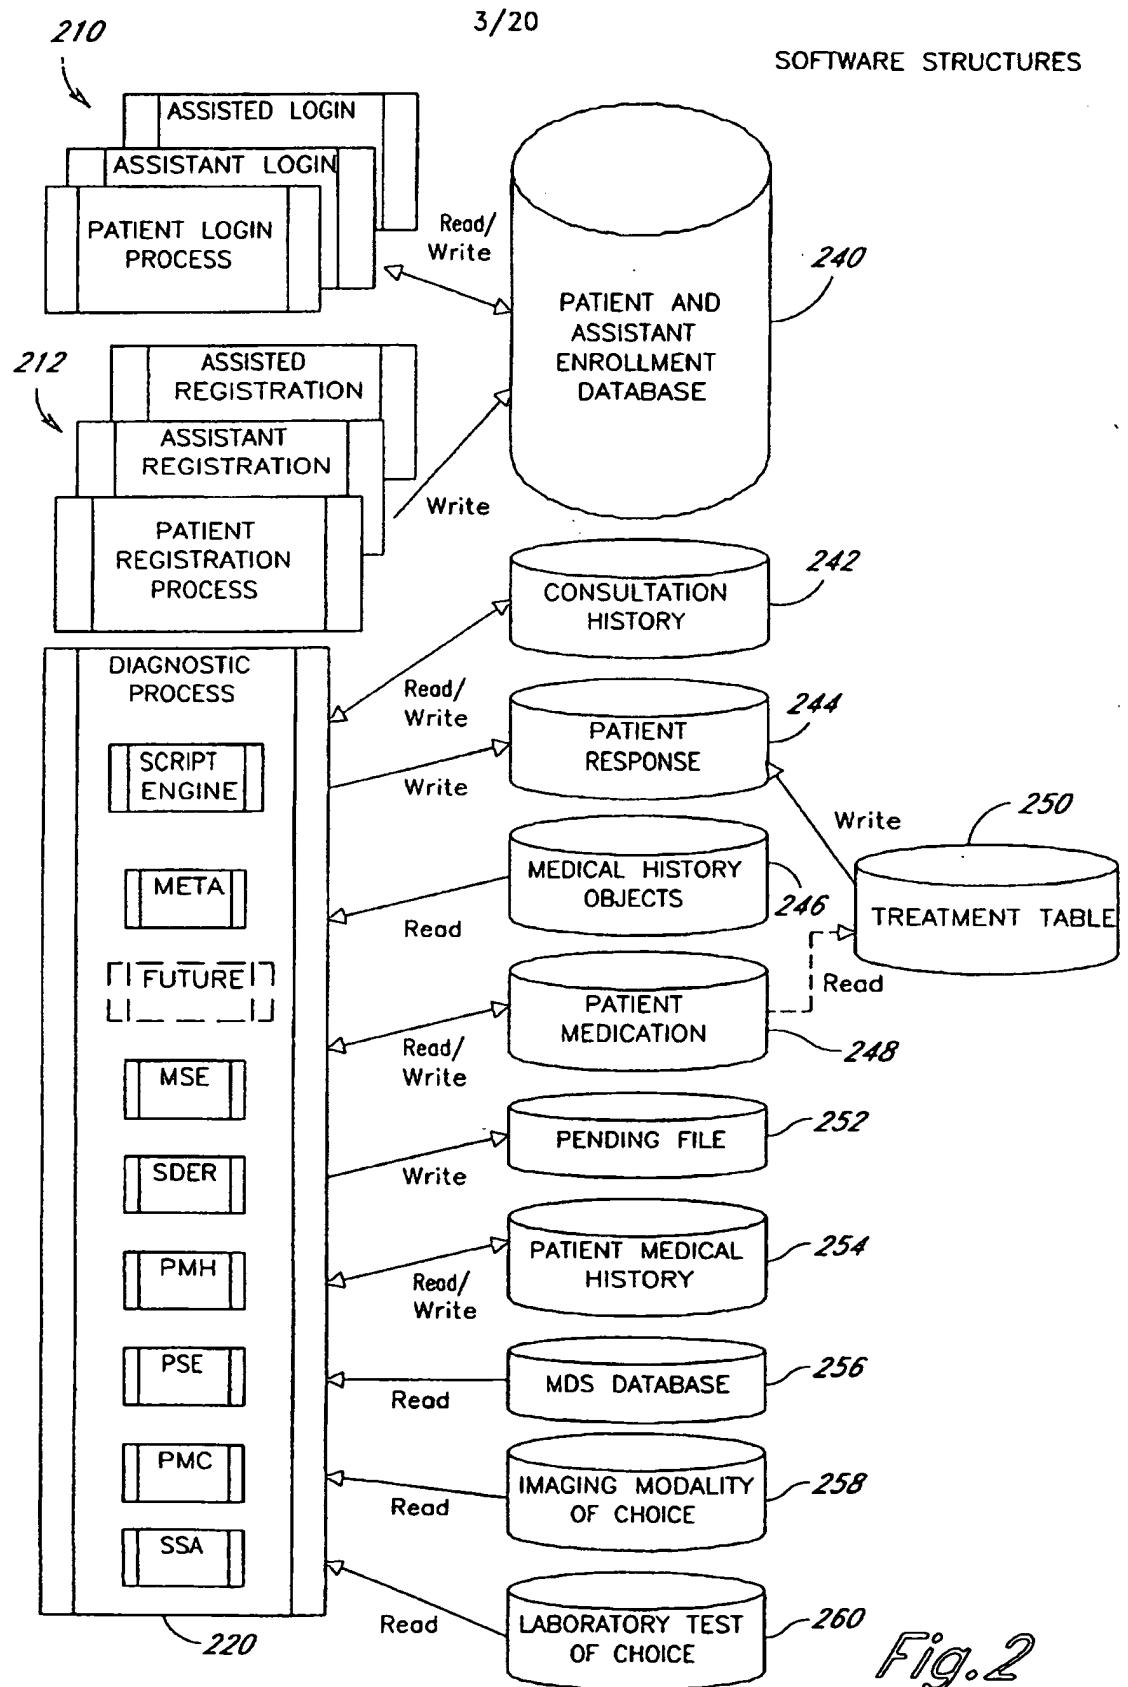 3/20
SOFTWARE STRUCTURES
210
ASSISTED LOGIN
ASSISTANT LOGIN
PATIENT LOGIN
PROCESS
Read/
Write
240
PATIENT AND
ASSISTANT
ENROLLMENT
DATABASE
212
ASSISTED
REGISTRATION
ASSISTANT
REGISTRATION
PATIENT
REGISTRATION
PROCESS
Write
242
CONSULTATION
HISTORY
DIAGNOSTIC
PROCESS
Read/
Write
244
PATIENT
RESPONSE
SCRIPT
ENGINE
Write
Write
250
TREATMENT TABLE
MEDICAL HISTORY
OBJECTS
246
META
Read
FUTURE
PATIENT
MEDICATION
Read
248
Read/
Write
MSE
252
PENDING FILE
SDER
Write
254
PATIENT MEDICAL
HISTORY
PMH
Read/
Write
PSE
256
MDS DATABASE
Read
PMC
258
IMAGING MODALITY
OF CHOICE
Read
SSA
260
LABORATORY TEST
OF CHOICE
Read
220
Fig.2